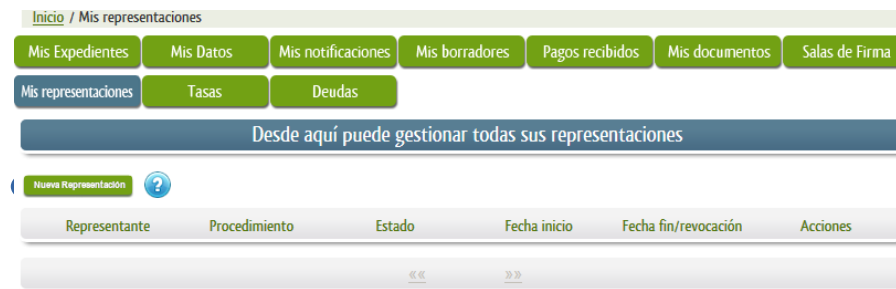 Inicio / Mis representaciones
Mis Expedientes Mis Datos Mis notificaciones Mis borradores Pagos recibidos Mis documentos Salas de Firma
Mis representaciones Tasas Deudas
Desde aquí puede gestionar todas sus representaciones
Nueva Representación ?
Representante Procedimiento Estado Fecha inicio Fecha fin/revocación Acciones
«« »»